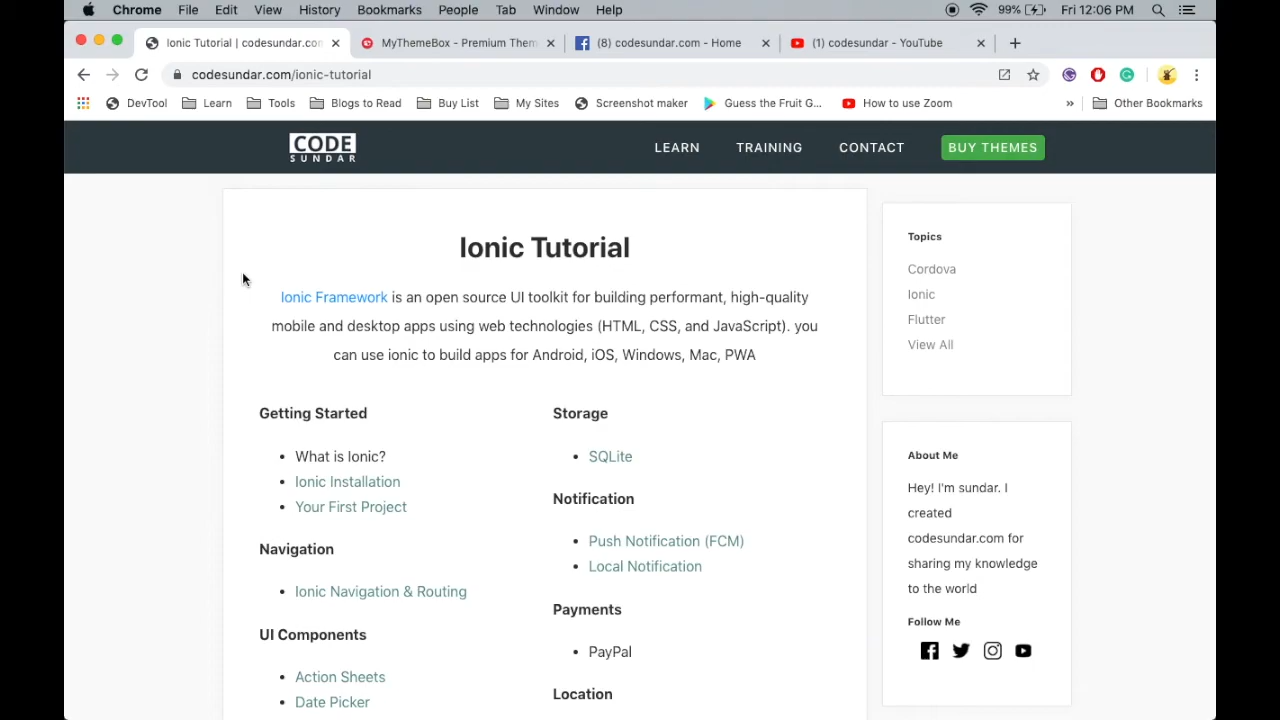 Chrome File Edit View History Bookmarks People Tab Window Help 99% Fri 12:06 PM
Ionic Tutorial | codesundar.con
MyThemeBox - Premium Them
(8) codesundar.com - Home
(1) codesundar - YouTube
codesundar.com/ionic-tutorial
DevTool Learn Tools Blogs to Read Buy List My Sites Screenshot maker Guess the Fruit G... How to use Zoom » Other Bookmarks
CODE
SUNDAR
LEARN TRAINING CONTACT BUY THEMES
Ionic Tutorial
Ionic Framework is an open source UI toolkit for building performant, high-quality
mobile and desktop apps using web technologies (HTML, CSS, and JavaScript). you
can use ionic to build apps for Android, iOS, Windows, Mac, PWA
Getting Started
• What is Ionic?
• Ionic Installation
• Your First Project
Navigation
• Ionic Navigation & Routing
UI Components
• Action Sheets
• Date Picker
Storage
• SQLite
Notification
• Push Notification (FCM)
• Local Notification
Payments
• PayPal
Location
Topics
Cordova
Ionic
Flutter
View All
About Me
Hey! I'm sundar. I
created
codesundar.com for
sharing my knowledge
to the world
Follow Me